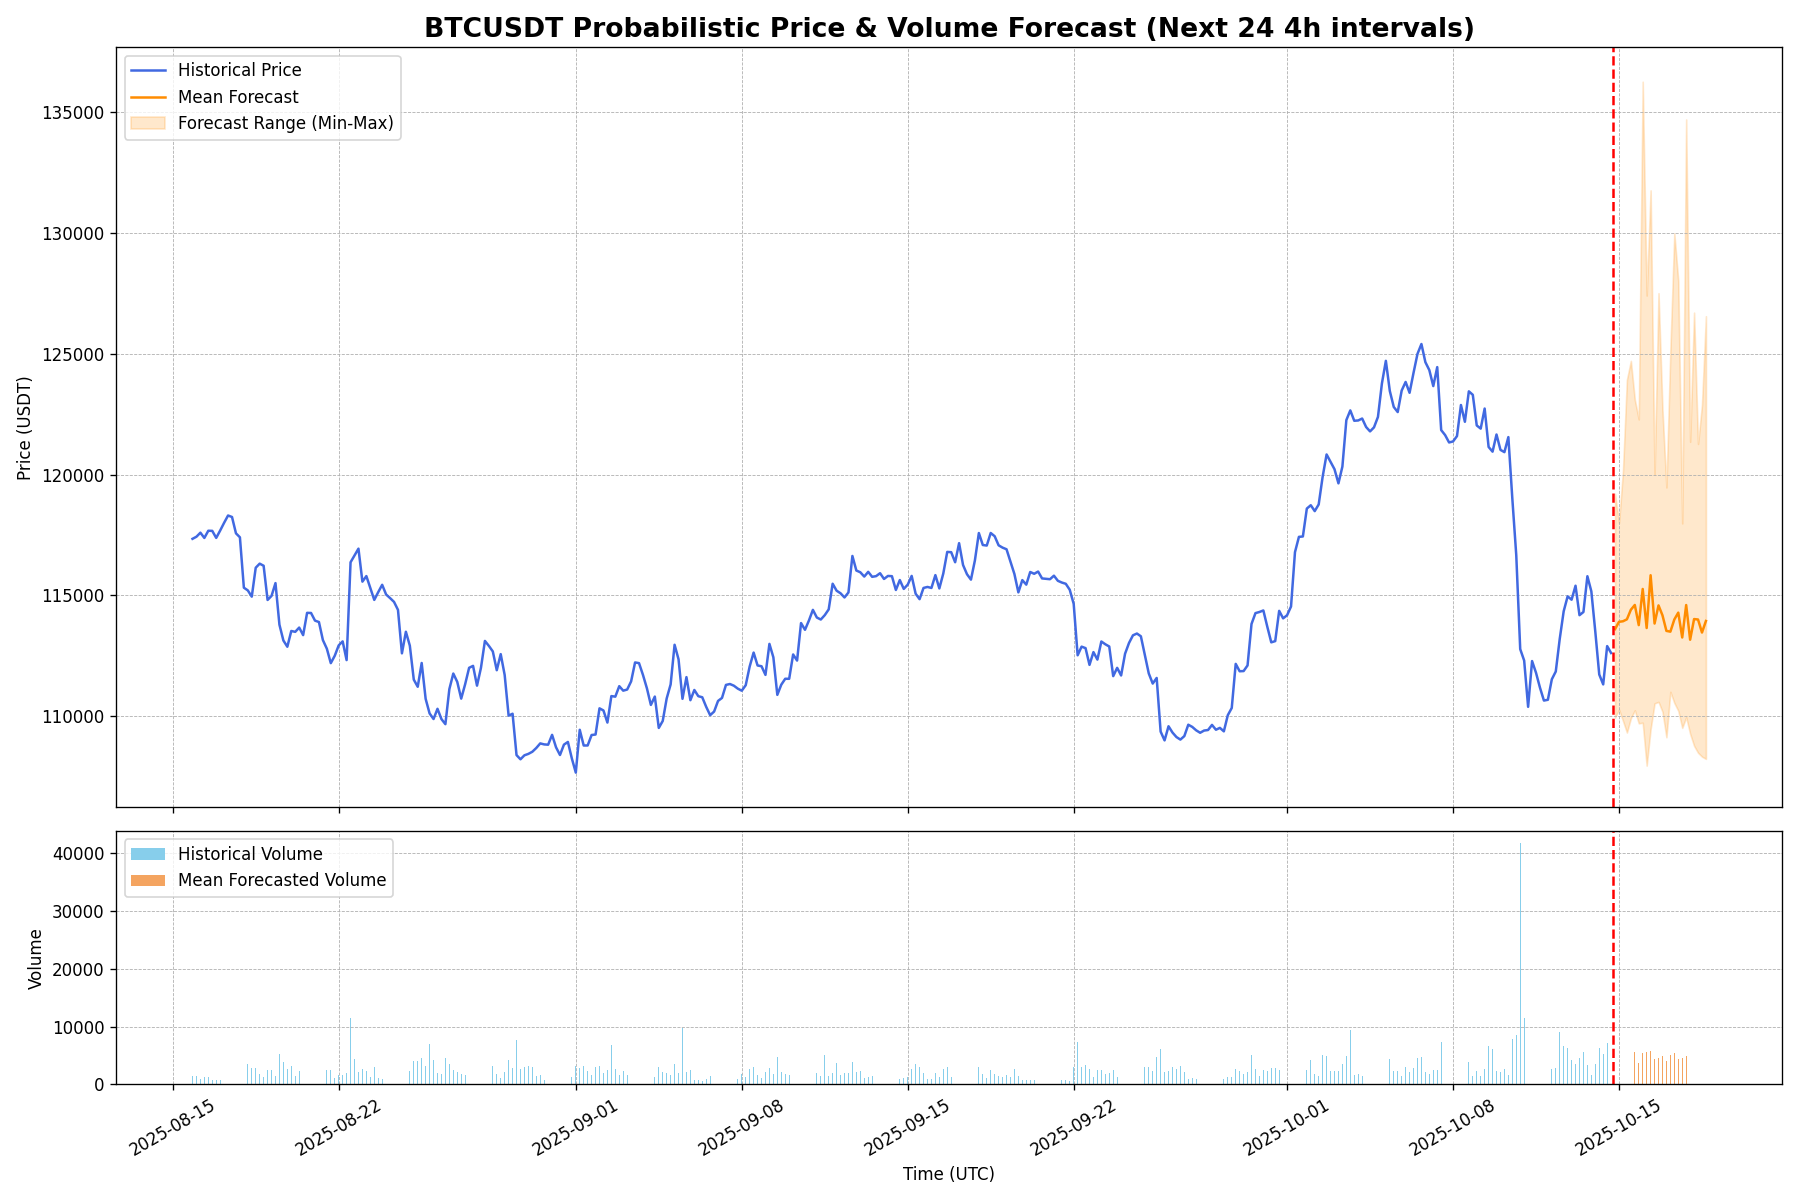 BTCUSDT Probabilistic Price & Volume Forecast (Next 24 4h intervals)
Historical Price
Mean Forecast
Forecast Range (Min-Max)
135000
130000
125000
120000
115000
110000
Price (USDT)
Historical Volume
Mean Forecasted Volume
40000
30000
20000
10000
0
Volume
2025-08-15
2025-08-22
2025-09-01
2025-09-08
2025-09-15
2025-09-22
2025-10-01
2025-10-08
2025-10-15
Time (UTC)